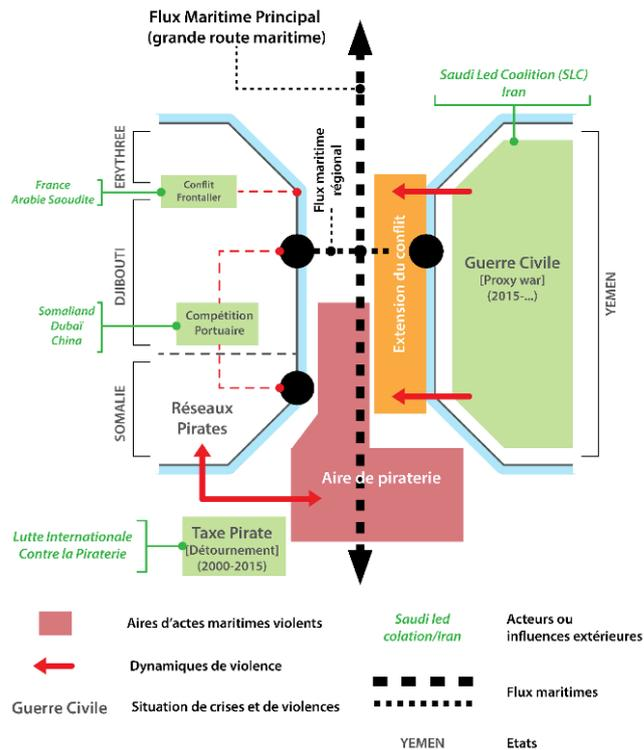 Flux Maritime Principal
(grande route maritime)
Saudi Led Coalition (SLC)
Iran
ERYTHREE
Flux maritime
régional
France
Arabie Saoudite
Conflit
Frontalier
DJIBOUTI
Extension du conflit
Guerre Civile
[Proxy war]
(2015-...)
YEMEN
Somaliand
Dubaï
China
Compétition
Portuaire
SOMALIE
Réseaux
Pirates
Aire de piraterie
Lutte Internationale
Contre la Piraterie
Taxe Pirate
[Détournement]
(2000-2015)
Aires d'actes maritimes violents
Saudi led
colation/Iran
Acteurs ou
influences extérieures
Dynamiques de violence
Flux maritimes
Guerre Civile
Situation de crises et de violences
YEMEN
Etats